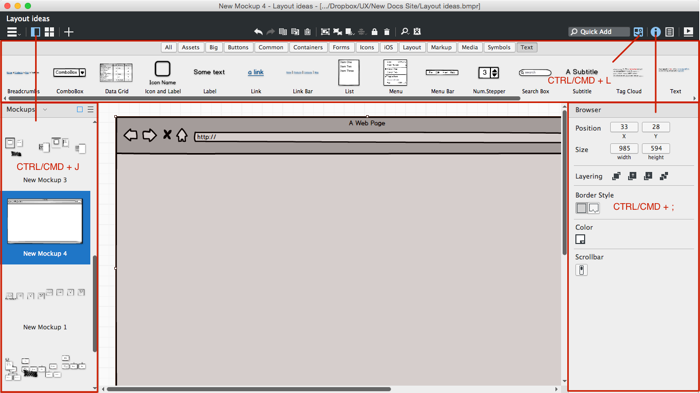 New Mockup 4 - Layout ideas - [.../Dropbox/UX/New Docs Site/Layout ideas.bmpr]
Layout ideas
Quick Add
All Assets Big Buttons Common Containers Forms Icons iOS Layout Markup Media Symbols Text
ComboBox
Icon Name
Some text
a link
3
search
A Subtitle
CTRL/CMD + L
Breadcrumbs ComboBox Data Grid Icon and Label Label Link Link Bar List Menu Menu Bar Num.Stepper Search Box Subtitle Tag Cloud Text
Mockups
CTRL/CMD + J
New Mockup 3
New Mockup 4
New Mockup 1
A Web Page
http://
Browser
Position 33 28
X Y
Size 985 594
width height
Layering
Border Style
CTRL/CMD + ;
Color
Scrollbar